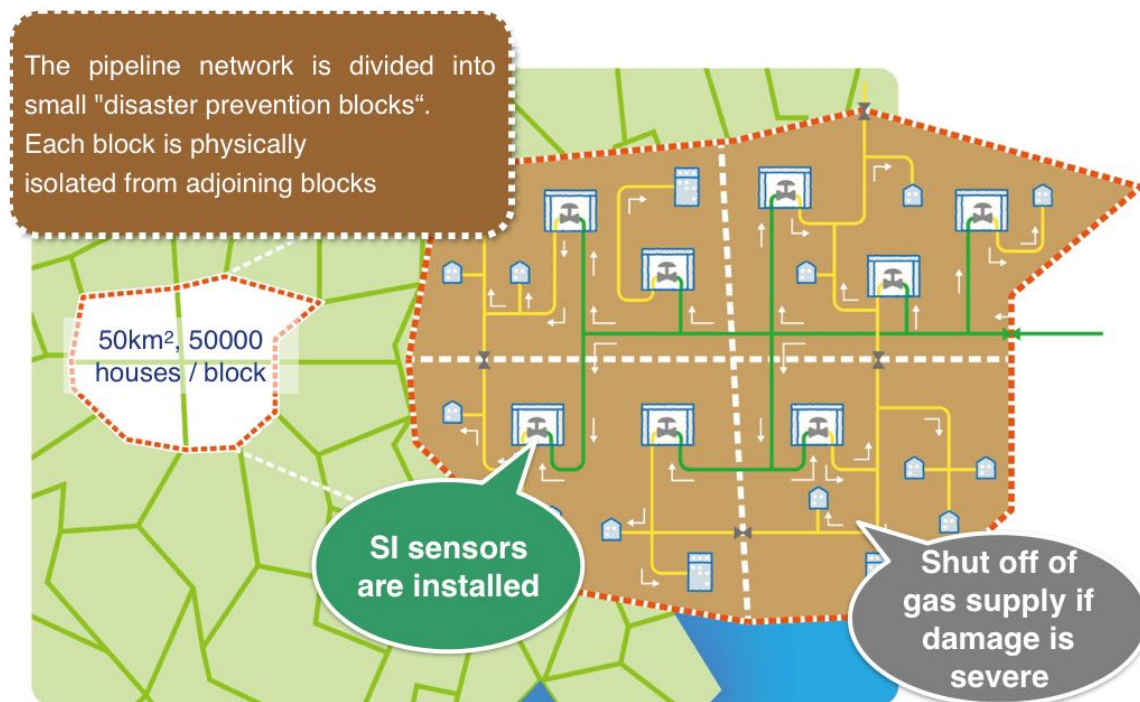 The pipeline network is divided into
small "disaster prevention blocks“.
Each block is physically
isolated from adjoining blocks
50km², 50000
houses / block
SI sensors
are installed
Shut off of
gas supply if
damage is
severe